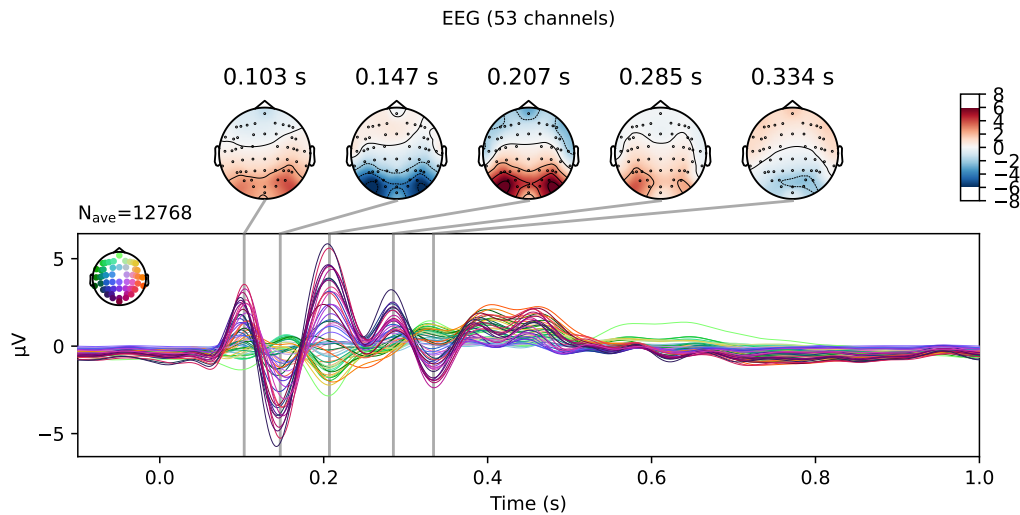 EEG (53 channels)
0.103 s
0.147 s
0.207 s
0.285 s
0.334 s
8
6
4
2
0
−2
−4
−6
−8
Nave=12768
5
0
−5
µV
0.0
0.2
0.4
0.6
0.8
1.0
Time (s)